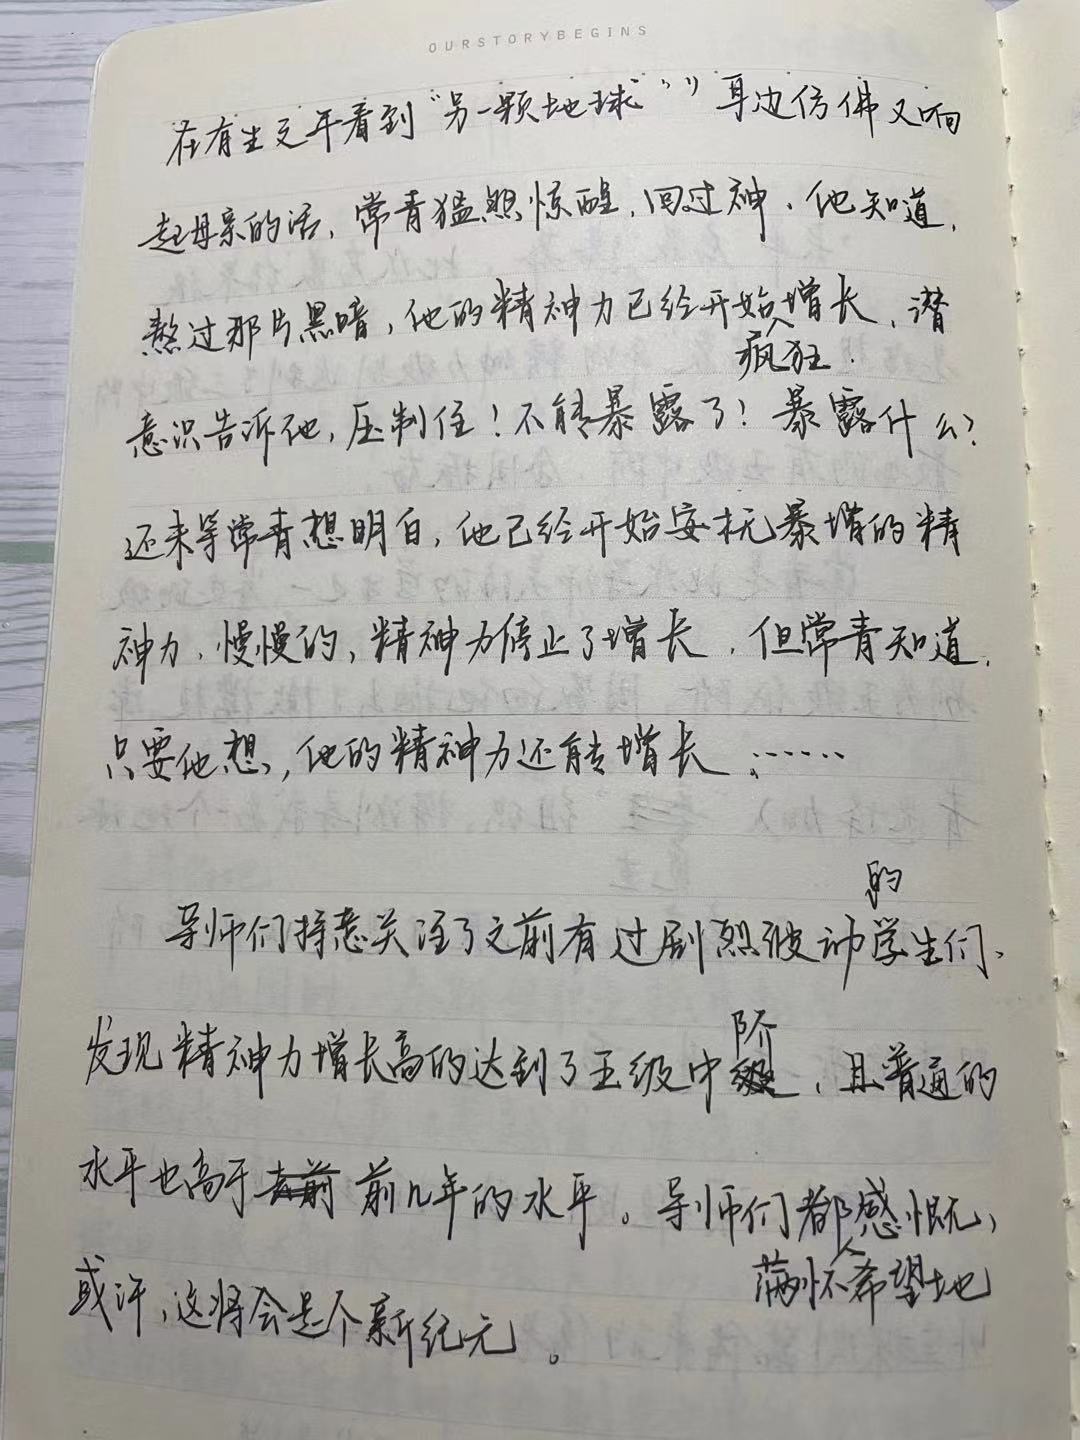 OURSTORYBEGINS
在有生之年看到“另一颗地球”,”耳边仿佛又响
起母亲的话,常青猛然惊醒,回过神、他知道,
熬过那片黑暗,他的精神力已经开始疯狂增长、潜
意识告诉他,压制住!不能暴露了!暴露什么?
还未等常青想明白,他已经开始安抚暴增的精
神力、慢慢的,精神力停止了增长,但常青知道,
只要他想,他的精神力还能增长,……
导师们特意关注了之前有过剧烈波动的学生们、
发现精神力增长高的达到了王级中阶,且普通的
水平也高于去前 前几年的水平。导师们都满怀希望地感慨,
或许,这将会是个新纪元。